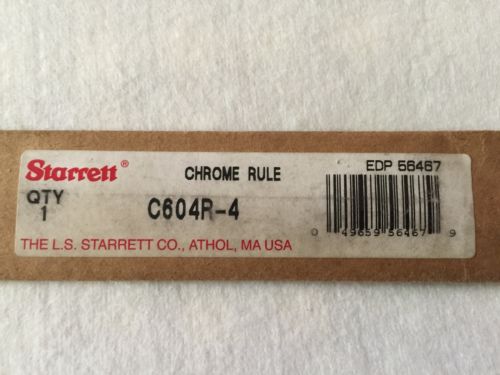 Starrett®
CHROME RULE
EDP 56467
QTY
1
C604R-4
0 49659 56467 9
THE L.S. STARRETT CO., ATHOL, MA USA